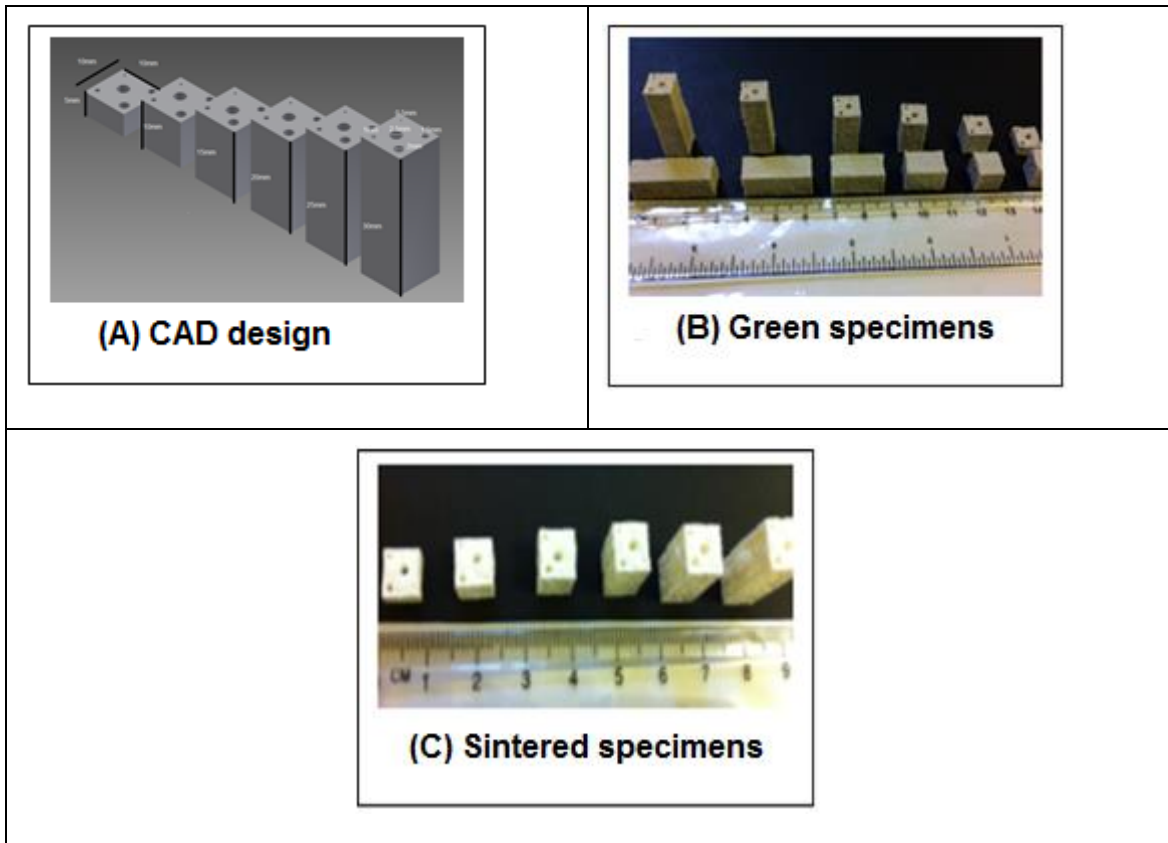 10mm
10mm
5mm
10mm
15mm
20mm
25mm
30mm
(A) CAD design
(B) Green specimens
CM 1 2 3 4 5 6 7 8 9
(C) Sintered specimens